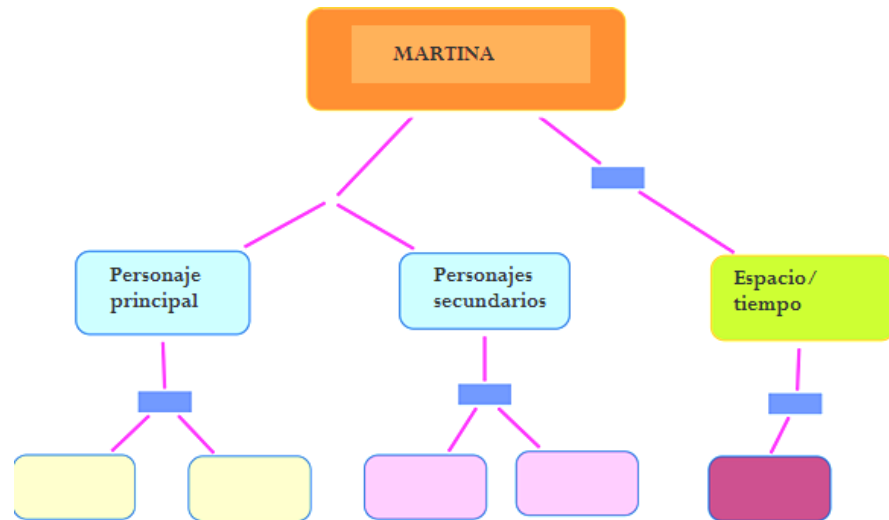 MARTINA
Personaje
principal
Personajes
secundarios
Espacio/
tiempo